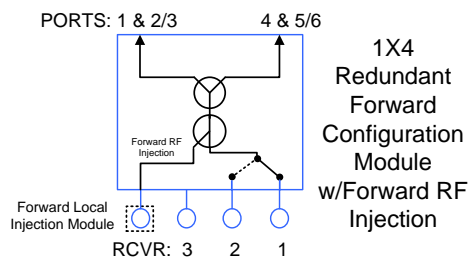 PORTS: 1 & 2/3 4 & 5/6
1X4
Redundant
Forward
Configuration
Module
w/Forward RF
Injection
Forward RF
Injection
Forward Local
Injection Module
RCVR: 3 2 1